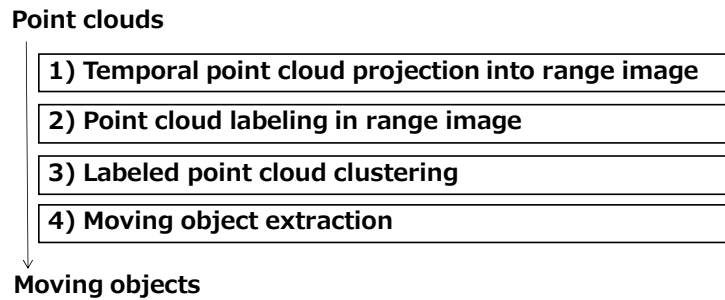 Point clouds
1) Temporal point cloud projection into range image
2) Point cloud labeling in range image
3) Labeled point cloud clustering
4) Moving object extraction
Moving objects